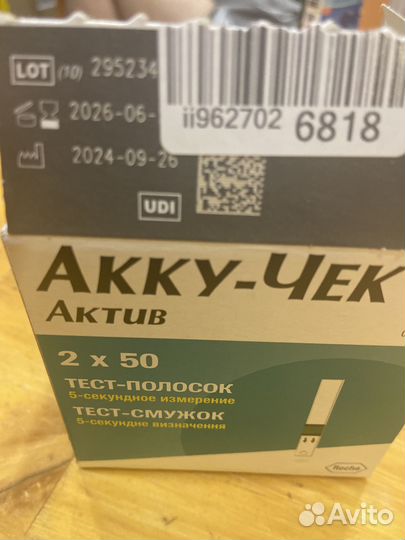 LOT (10) 295234
2026-06-
ii962702 6818
2024-09-26
UDI
АККУ-ЧЕК
АКТИВ
2 x 50
ТЕСТ-ПОЛОСОК
5-секундное измерение
ТЕСТ-СМУЖОК
5-секундне визначення
Roche
Avito